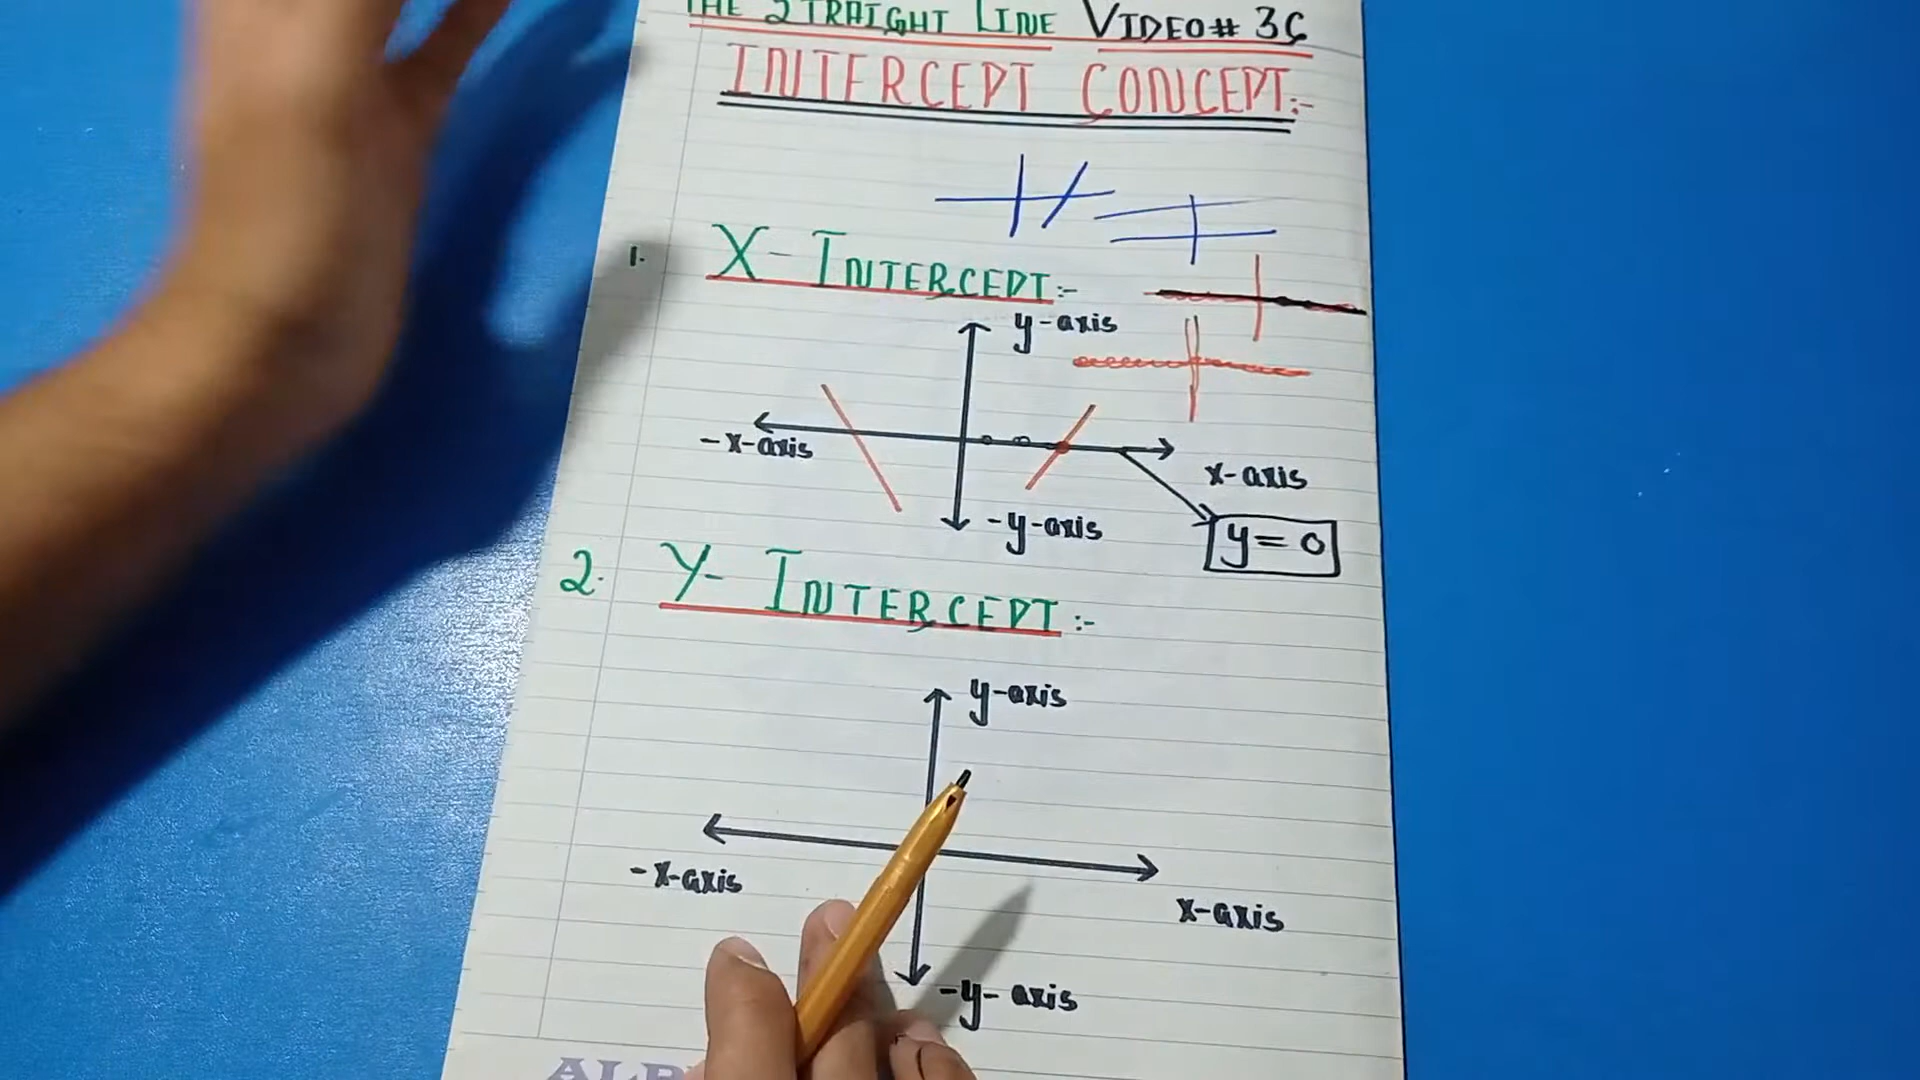 THE STRAIGHT LINE VIDEO# 3C
INTERCEPT CONCEPT:-
1. X-INTERCEPT:-
y-axis
-x-axis
x-axis
-y-axis
y=0
2. Y-INTERCEPT:-
y-axis
-x-axis
x-axis
-y-axis